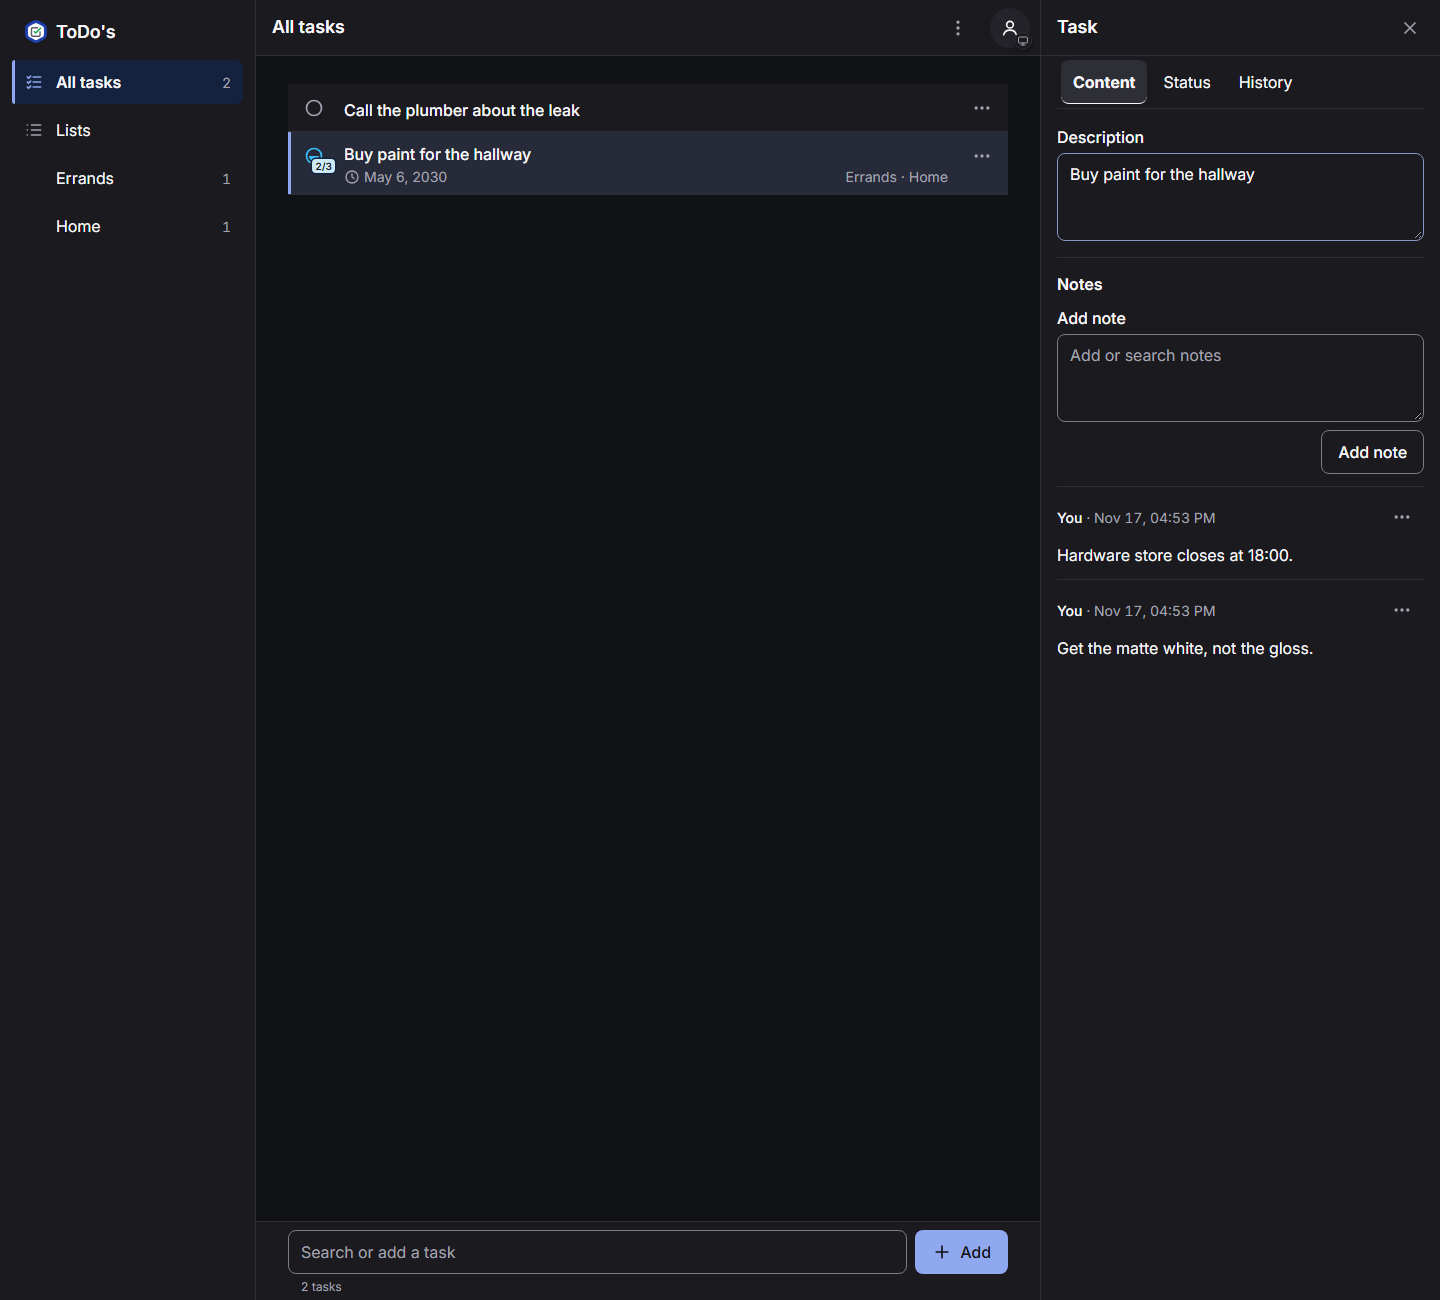 ToDo's
All tasks 2
Lists
Errands 1
Home 1
All tasks
Call the plumber about the leak
2/3
Buy paint for the hallway
May 6, 2030
Errands · Home
Search or add a task
Add
2 tasks
Task
Content Status History
Description
Buy paint for the hallway
Notes
Add note
Add or search notes
Add note
You · Nov 17, 04:53 PM
Hardware store closes at 18:00.
You · Nov 17, 04:53 PM
Get the matte white, not the gloss.